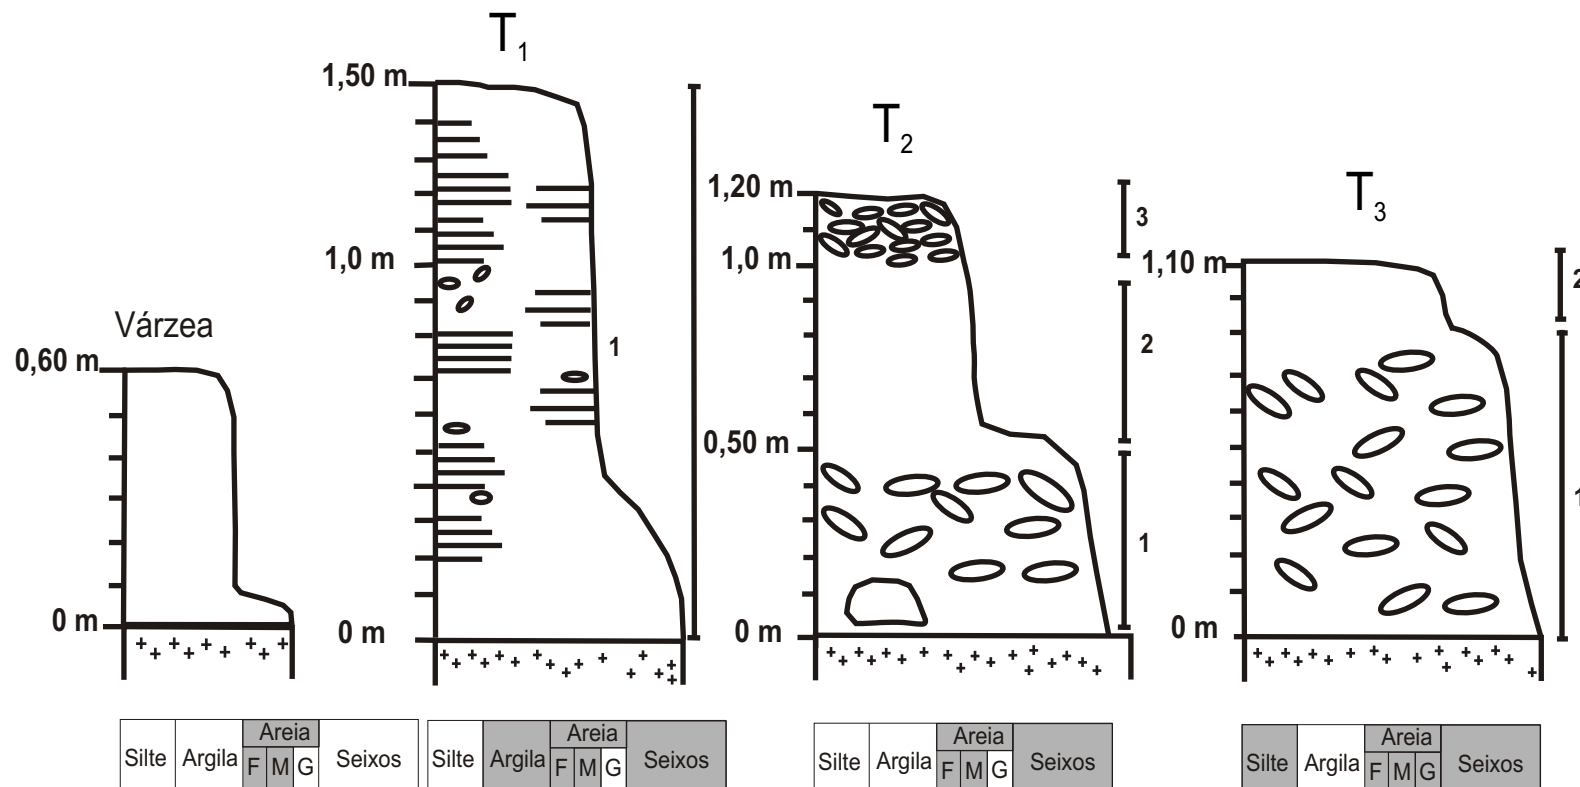 Várzea
0,60 m
0 m
Silte Argila Areia F M G Seixos
T1
1,50 m
1,0 m
0 m
1
Silte Argila Areia F M G Seixos
T2
1,20 m
1,0 m
0,50 m
0 m
3
2
1
Silte Argila Areia F M G Seixos
T3
1,10 m
0 m
2
1
Silte Argila Areia F M G Seixos